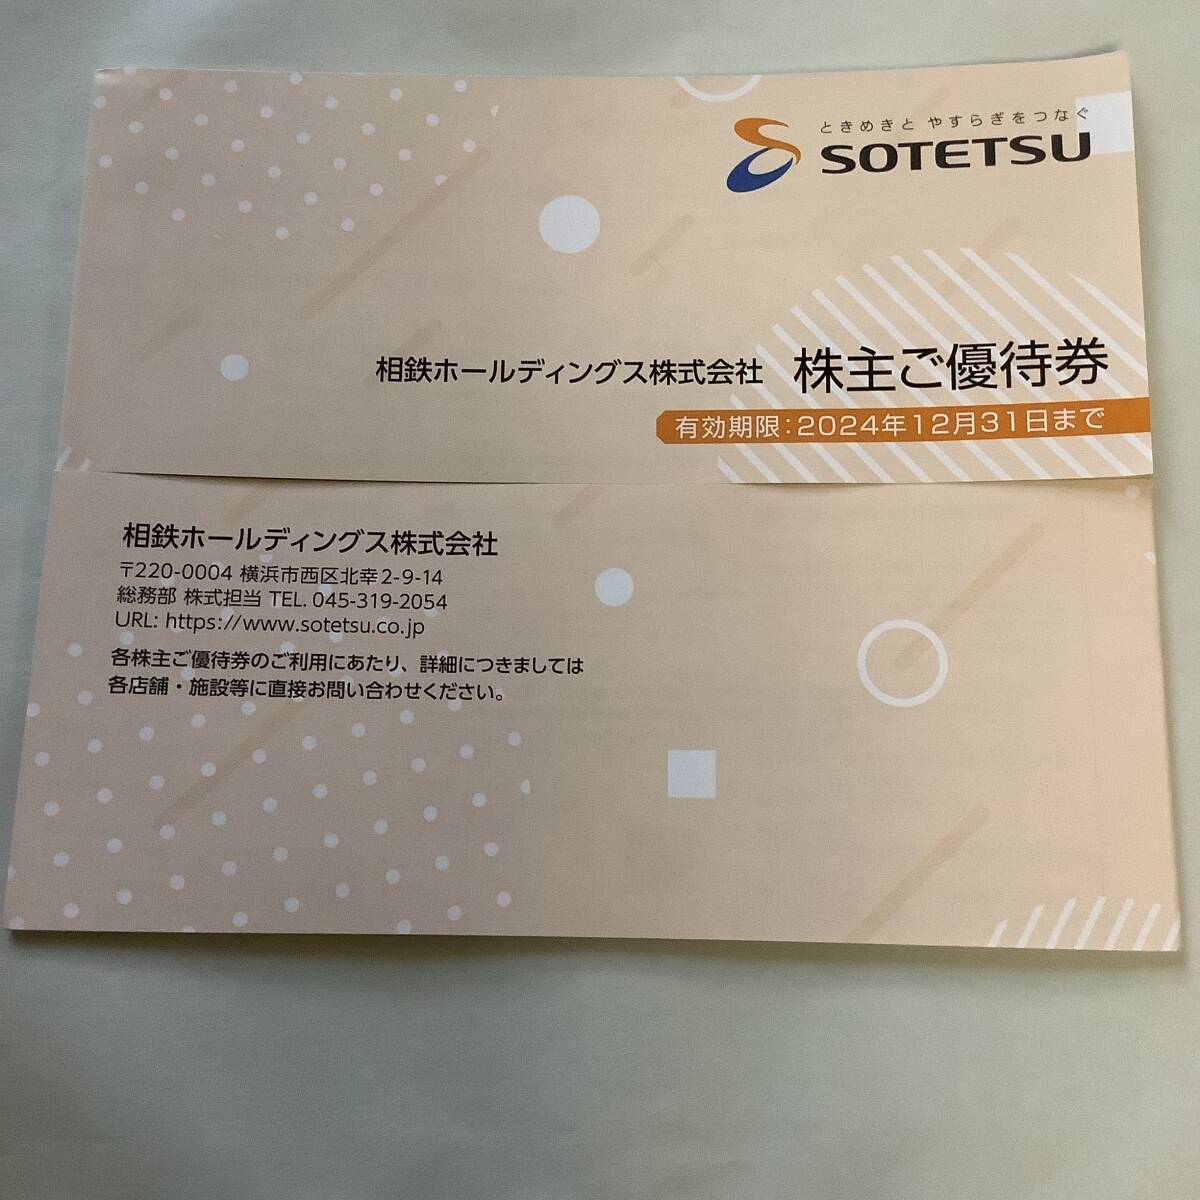 ときめきと やすらぎをつなぐ
SOTETSU
相鉄ホールディングス株式会社 株主ご優待券
有効期限：2024年12月31日まで
相鉄ホールディングス株式会社
〒220-0004 横浜市西区北幸2-9-14
総務部 株式担当 TEL. 045-319-2054
URL: https://www.sotetsu.co.jp
各株主ご優待券のご利用にあたり、詳細につきましては
各店舗・施設等に直接お問い合わせください。